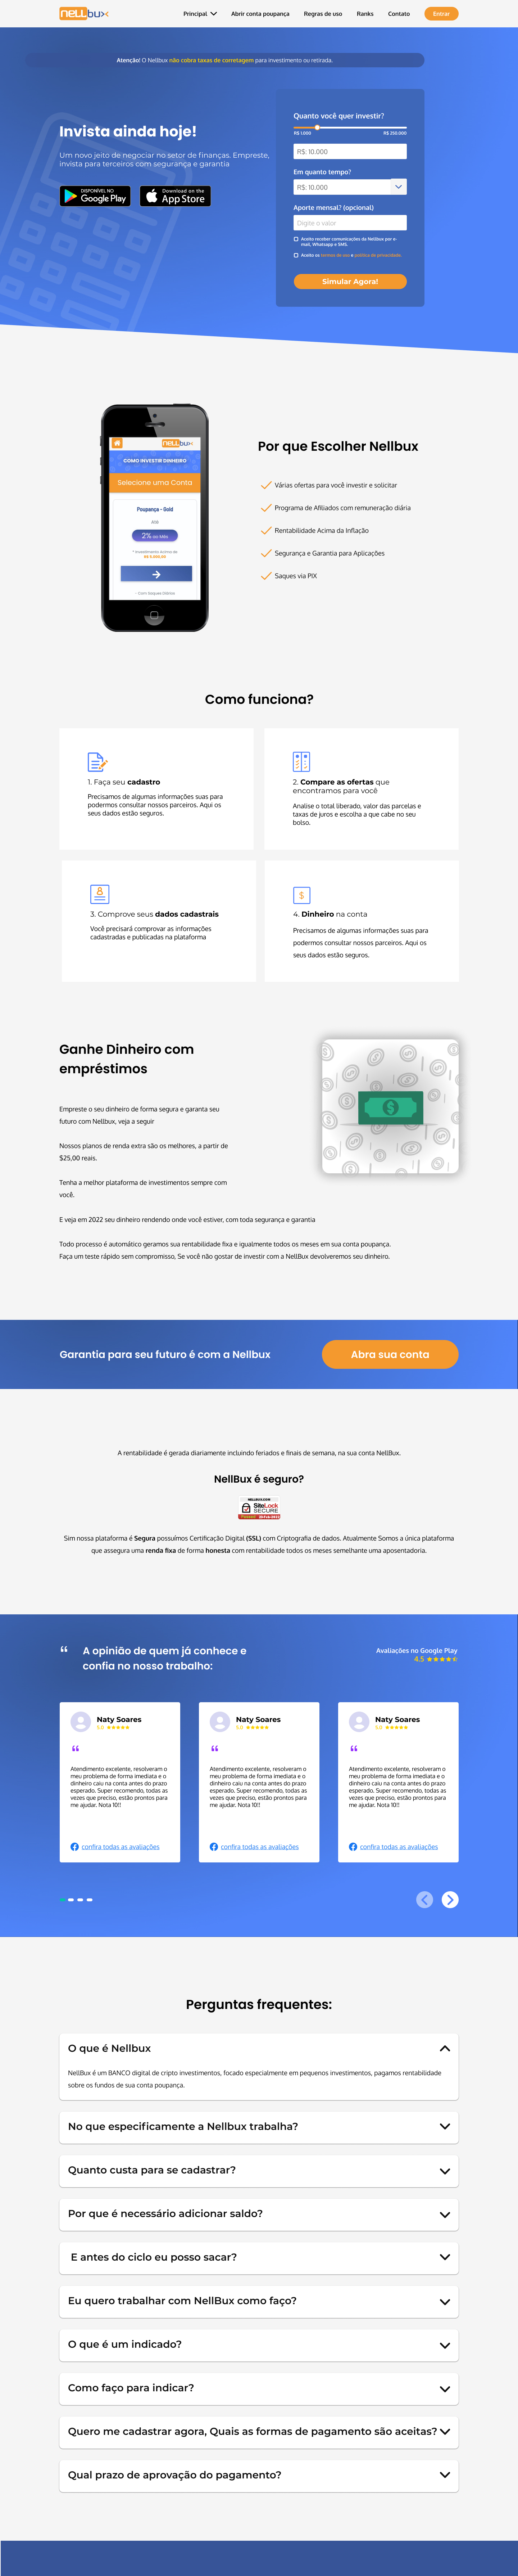 nellbux
Principal
Abrir conta poupança
Regras de uso
Ranks
Contato
Entrar
Atenção! O Nellbux não cobra taxas de corretagem para investimento ou retirada.
Invista ainda hoje!
Um novo jeito de negociar no setor de finanças. Empreste,
invista para terceiros com segurança e garantia
DISPONÍVEL NO
Google Play
Download on the
App Store
Quanto você quer investir?
R$ 1.000
R$ 250.000
R$: 10.000
Em quanto tempo?
R$: 10.000
Aporte mensal? (opcional)
Digite o valor
Aceito receber comunicações da Netlbux por e-
mail, Whatsapp e SMS.
Aceito os termos de uso e política de privacidade.
Simular Agora!
nellbux
COMO INVESTIR DINHEIRO
Selecione uma Conta
Poupança - Gold
Até
2% ao Mês
* Investimento Acima de
R$ 5.000,00
- Com Saques diários
Por que Escolher Nellbux
Várias ofertas para você investir e solicitar
Programa de Afiliados com remuneração diária
Rentabilidade Acima da Inflação
Segurança e Garantia para Aplicações
Saques via PIX
Como funciona?
1. Faça seu cadastro
Precisamos de algumas informações suas para
podermos consultar nossos parceiros. Aqui os
seus dados estão seguros.
2. Compare as ofertas que
encontramos para você
Analise o total liberado, valor das parcelas e
taxas de juros e escolha a que cabe no seu
bolso.
3. Comprove seus dados cadastrais
Você precisará comprovar as informações
cadastradas e publicadas na plataforma
4. Dinheiro na conta
Precisamos de algumas informações suas para
podermos consultar nossos parceiros. Aqui os
seus dados estão seguros.
Ganhe Dinheiro com
empréstimos
Empreste o seu dinheiro de forma segura e garanta seu
futuro com Nellbux, veja a seguir
Nossos planos de renda extra são os melhores, a partir de
$25,00 reais.
Tenha a melhor plataforma de investimentos sempre com
você.
E veja em 2022 seu dinheiro rendendo onde você estiver, com toda segurança e garantia
Todo processo é automático geramos sua rentabilidade fixa e igualmente todos os meses em sua conta poupança.
Faça um teste rápido sem compromisso, Se você não gostar de investir com a NellBux devolveremos seu dinheiro.
Garantia para seu futuro é com a Nellbux
Abra sua conta
A rentabilidade é gerada diariamente incluindo feriados e finais de semana, na sua conta NellBux.
NellBux é seguro?
NELLBUX.COM
SiteLock
SECURE
Sim nossa plataforma é Segura possuímos Certificação Digital (SSL) com Criptografia de dados. Atualmente Somos a única plataforma
que assegura uma renda fixa de forma honesta com rentabilidade todos os meses semelhante uma aposentadoria.
“ A opinião de quem já conhece e
confia no nosso trabalho:
Avaliações no Google Play
4.5
Naty Soares
5.0
“
Atendimento excelente, resolveram o
meu problema de forma imediata e o
dinheiro caiu na conta antes do prazo
esperado. Super recomendo, todas as
vezes que preciso, estão prontos para
me ajudar. Nota 10!!
confira todas as avaliações
Naty Soares
5.0
“
Atendimento excelente, resolveram o
meu problema de forma imediata e o
dinheiro caiu na conta antes do prazo
esperado. Super recomendo, todas as
vezes que preciso, estão prontos para
me ajudar. Nota 10!!
confira todas as avaliações
Naty Soares
5.0
“
Atendimento excelente, resolveram o
meu problema de forma imediata e o
dinheiro caiu na conta antes do prazo
esperado. Super recomendo, todas as
vezes que preciso, estão prontos para
me ajudar. Nota 10!!
confira todas as avaliações
Perguntas frequentes:
O que é Nellbux
NellBux é um BANCO digital de cripto investimentos, focado especialmente em pequenos investimentos, pagamos rentabilidade
sobre os fundos de sua conta poupança.
No que especificamente a Nellbux trabalha?
Quanto custa para se cadastrar?
Por que é necessário adicionar saldo?
E antes do ciclo eu posso sacar?
Eu quero trabalhar com NellBux como faço?
O que é um indicado?
Como faço para indicar?
Quero me cadastrar agora, Quais as formas de pagamento são aceitas?
Qual prazo de aprovação do pagamento?